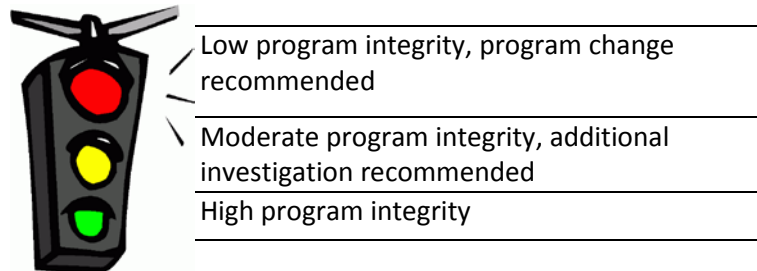 Low program integrity, program change
recommended
Moderate program integrity, additional
investigation recommended
High program integrity